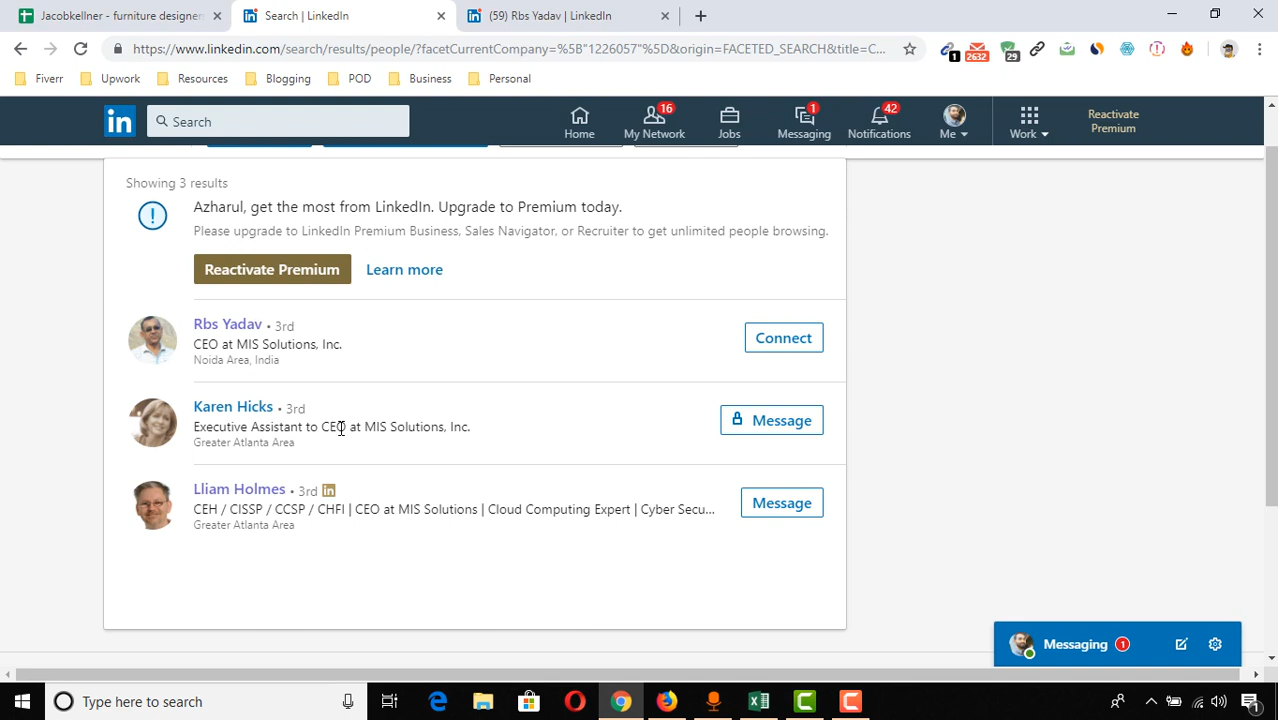 Jacobkellner - furniture designer
Search | LinkedIn
(59) Rbs Yadav | LinkedIn
https://www.linkedin.com/search/results/people/?facetCurrentCompany=%5B"1226057"%5D&origin=FACETED_SEARCH&title=C...
1
2632
29
Fiverr
Upwork
Resources
Blogging
POD
Business
Personal
in
Search
Home
16
My Network
Jobs
1
Messaging
42
Notifications
Me
Work
Reactivate
Premium
Showing 3 results
Azharul, get the most from LinkedIn. Upgrade to Premium today.
Please upgrade to LinkedIn Premium Business, Sales Navigator, or Recruiter to get unlimited people browsing.
Reactivate Premium
Learn more
Rbs Yadav • 3rd
CEO at MIS Solutions, Inc.
Noida Area, India
Connect
Karen Hicks • 3rd
Executive Assistant to CEO at MIS Solutions, Inc.
Greater Atlanta Area
Message
Lliam Holmes • 3rd in
CEH / CISSP / CCSP / CHFI | CEO at MIS Solutions | Cloud Computing Expert | Cyber Secu...
Greater Atlanta Area
Message
Messaging 1
Type here to search
1